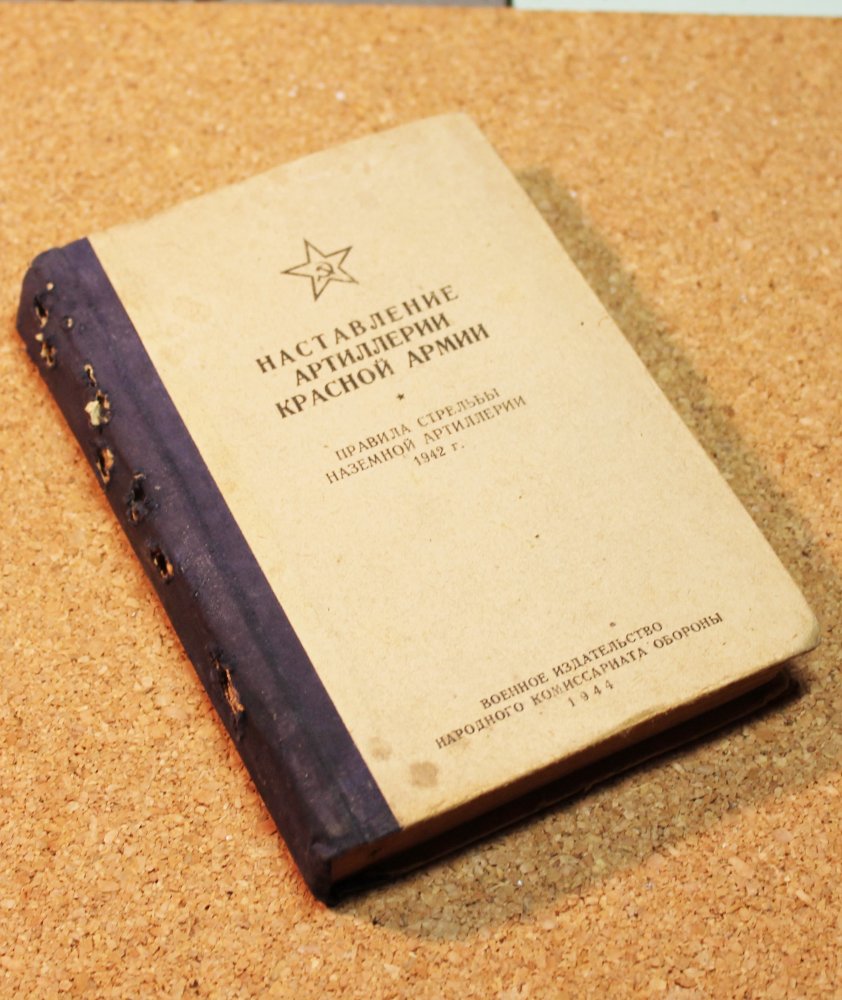 НАСТАВЛЕНИЕ
АРТИЛЛЕРИИ
КРАСНОЙ АРМИИ
ПРАВИЛА СТРЕЛЬБЫ
НАЗЕМНОЙ АРТИЛЛЕРИИ
1942 г.
ВОЕННОЕ ИЗДАТЕЛЬСТВО
НАРОДНОГО КОМИССАРИАТА ОБОРОНЫ
1944